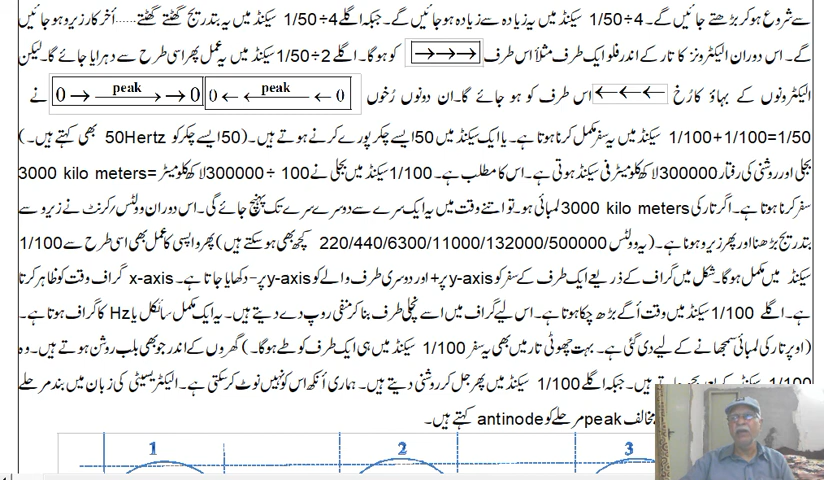 سے شروع ہو کر بڑھتے جائیں گے۔ 4÷1/50 سیکنڈ میں یہ زیادہ سے زیادہ ہو جائیں گے۔ جبکہ اگلے 4÷1/50 سیکنڈ میں یہ بتدریج گھٹتے گھٹتے......آخر کار زیرو ہو جائیں
گے۔ اس دوران الیکٹرونز کا تار کے اندر فلو ایک طرف مثلاً اس طرف →→→ کو ہوگا۔ اگلے 2÷1/50 سیکنڈ میں یہ عمل پھر اسی طرح سے دہرایا جائے گا۔ لیکن
الیکٹرونوں کے بہاؤ کا رُخ ←←← اس طرف کو ہو جائے گا۔ ان دونوں رُخوں 0 → peak → 0 0 ← peak ← 0 نے
1/100+1/100=1/50 سیکنڈ میں یہ سفر مکمل کرنا ہوتا ہے۔ یا ایک سیکنڈ میں 50 ایسے چکر پورے کرنے ہوتے ہیں۔ (50 ایسے چکر کو 50Hertz بھی کہتے ہیں۔)
بجلی اور روشنی کی رفتار 300000 لاکھ کلومیٹر فی سیکنڈ ہوتی ہے۔ اس کا مطلب ہے۔ 1/100 سیکنڈ میں بجلی نے 100 ÷ 300000 لاکھ کلومیٹر = 3000 kilo meters
سفر کرنا ہوتا ہے۔ اگر تار کی 3000 kilo meters لمبائی ہو۔ تو اتنے وقت میں یہ ایک سرے سے دوسرے سرے تک پہنچ جائے گی۔ اس دوران وولٹس/کرنٹ نے زیرو سے
بتدریج بڑھنا اور پھر زیرو ہونا ہے۔ (یہ وولٹس 220/440/6300/11000/132000/500000 کچھ بھی ہو سکتے ہیں) پھر واپسی کا عمل بھی اسی طرح سے 1/100
سیکنڈ میں مکمل ہوگا۔ شکل میں گراف کے ذریعے ایک طرف کے سفر کو y-axis پر + اور دوسری طرف والے کو y-axis پر - دکھایا جاتا ہے۔ x-axis گراف وقت کو ظاہر کرتا
ہے۔ اگلے 1/100 سیکنڈ میں وقت آگے بڑھ چکا ہوتا ہے۔ اس لیے گراف میں اسے نچلی طرف بنا کر منفی روپ دے دیتے ہیں۔ یہ ایک مکمل سائکل یا Hz کا گراف ہوتا ہے۔
(اوپر تار کی لمبائی سمجھانے کے لیے دی گئی ہے۔ بہت چھوٹی تار میں بھی یہ سفر 1/100 سیکنڈ میں ہی ایک طرف کو طے ہوگا۔) گھروں کے اندر جو بھی بلب روشن ہوتے ہیں۔ وہ
1/100 سیکنڈ کے بعد بجھ جاتے ہیں۔ جبکہ اگلے 1/100 سیکنڈ میں پھر جل کر روشنی دیتے ہیں۔ ہماری آنکھ اس کو نہیں نوٹ کر سکتی ہے۔ الیکٹریسیٹی کی زبان میں بند مرحلے
مخالف peak مرحلے کو antinode کہتے ہیں۔
1 2 3